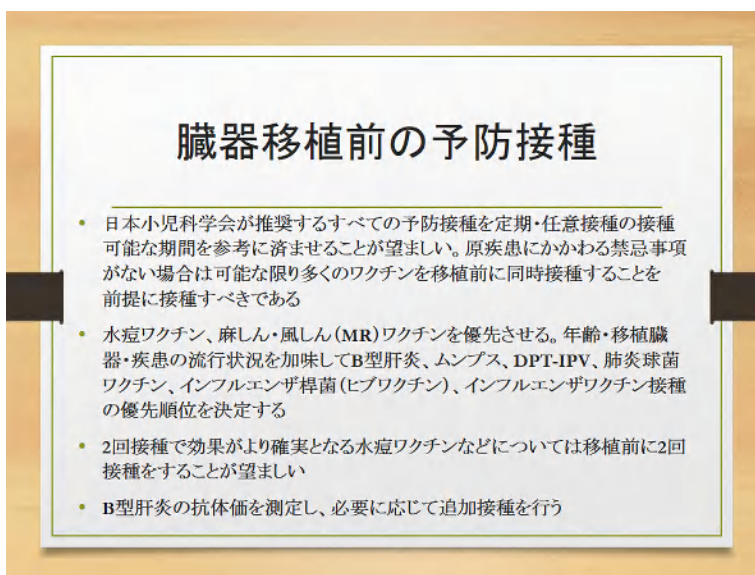 臓器移植前の予防接種
• 日本小児科学会が推奨するすべての予防接種を定期・任意接種の接種
可能な期間を参考に済ませることが望ましい。原疾患にかかわる禁忌事項
がない場合は可能な限り多くのワクチンを移植前に同時接種することを
前提に接種すべきである
• 水痘ワクチン、麻しん・風しん(MR)ワクチンを優先させる。年齢・移植臓
器・疾患の流行状況を加味してB型肝炎、ムンプス、DPT-IPV、肺炎球菌
ワクチン、インフルエンザ桿菌(ヒブワクチン)、インフルエンザワクチン接種
の優先順位を決定する
• 2回接種で効果がより確実となる水痘ワクチンなどについては移植前に2回
接種をすることが望ましい
• B型肝炎の抗体価を測定し、必要に応じて追加接種を行う